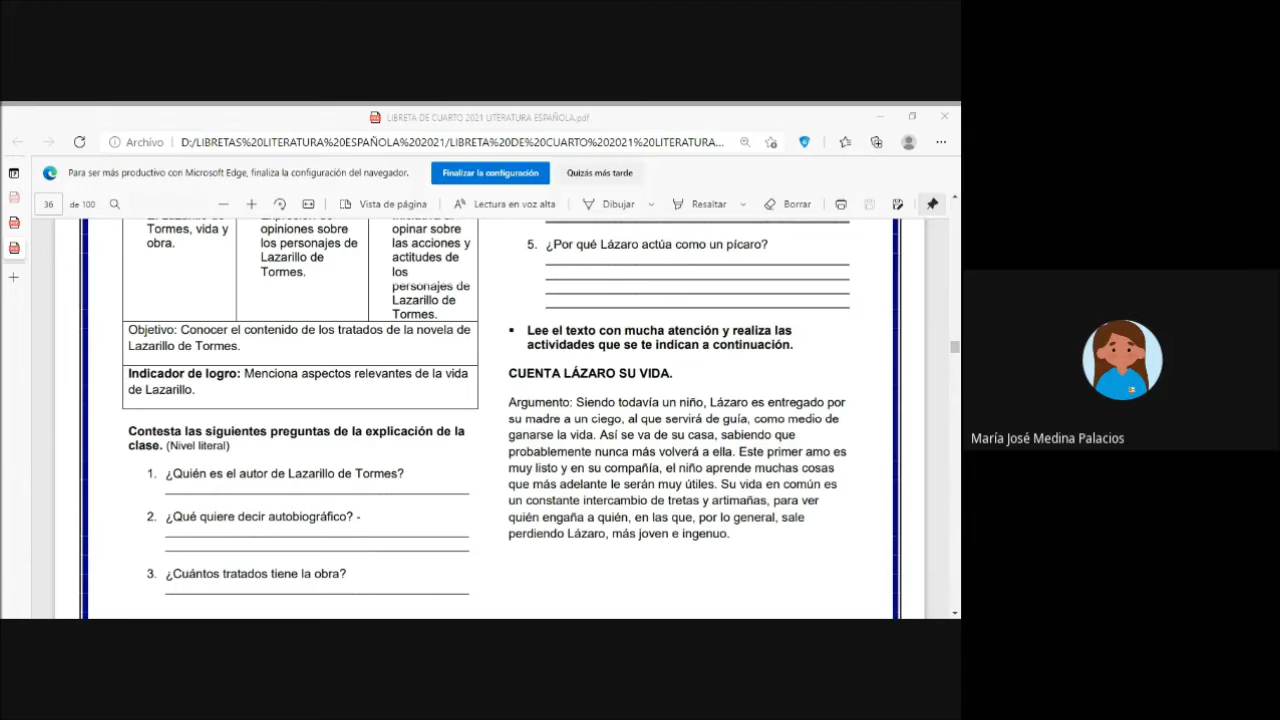 LIBRETA DE CUARTO 2021 LITERATURA ESPAÑOLA.pdf
Archivo
D:/LIBRETAS%20LITERATURA%20ESPAÑOLA%202021/LIBRETA%20DE%20CUARTO%202021%20LITERATURA...
Para ser más productivo con Microsoft Edge, finaliza la configuración del navegador.
Finalizar la configuración
Quizás más tarde
36 de 100
Vista de página
Lectura en voz alta
Dibujar
Resaltar
Borrar
El Lazarillo de
Tormes, vida y
obra.
Expresión de
opiniones sobre
los personajes de
Lazarillo de
Tormes.
opinar sobre
las acciones y
actitudes de
los
personajes de
Lazarillo de
Tormes.
Objetivo: Conocer el contenido de los tratados de la novela de
Lazarillo de Tormes.
Indicador de logro: Menciona aspectos relevantes de la vida
de Lazarillo.
Contesta las siguientes preguntas de la explicación de la
clase. (Nivel literal)
1. ¿Quién es el autor de Lazarillo de Tormes?
2. ¿Qué quiere decir autobiográfico? -
3. ¿Cuántos tratados tiene la obra?
5. ¿Por qué Lázaro actúa como un pícaro?
▪ Lee el texto con mucha atención y realiza las
actividades que se te indican a continuación.
CUENTA LÁZARO SU VIDA.
Argumento: Siendo todavía un niño, Lázaro es entregado por
su madre a un ciego, al que servirá de guía, como medio de
ganarse la vida. Así se va de su casa, sabiendo que
probablemente nunca más volverá a ella. Este primer amo es
muy listo y en su compañía, el niño aprende muchas cosas
que más adelante le serán muy útiles. Su vida en común es
un constante intercambio de tretas y artimañas, para ver
quién engaña a quién, en las que, por lo general, sale
perdiendo Lázaro, más joven e ingenuo.
María José Medina Palacios